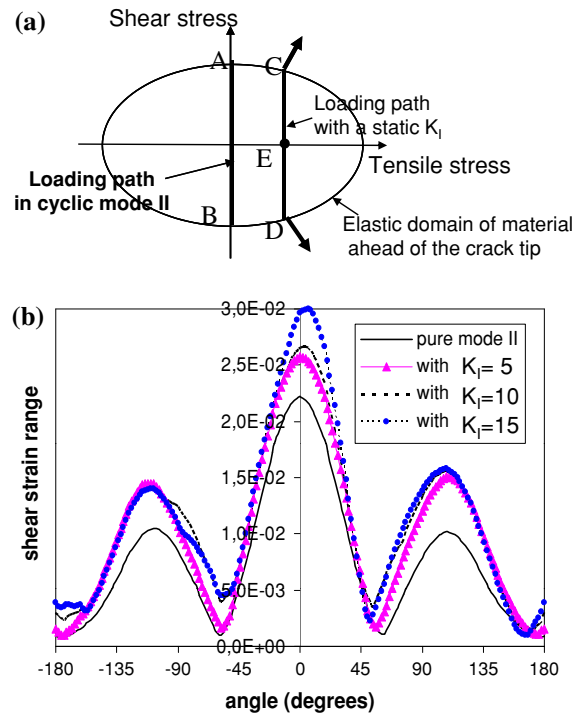 (a)
Shear stress
A
C
Loading path
with a static K_I
E
Tensile stress
Loading path
in cyclic mode II
B
D
Elastic domain of material
ahead of the crack tip
(b)
3,0E-02
2,5E-02
2,0E-02
1,5E-02
1,0E-02
5,0E-03
0,0E+00
pure mode II
with K_I= 5
with K_I=10
with K_I=15
shear strain range
-180 -135 -90 -45 0 45 90 135 180
angle (degrees)